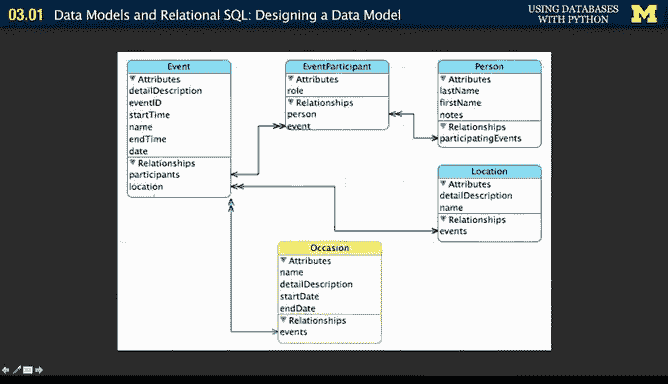 03.01 Data Models and Relational SQL: Designing a Data Model
USING DATABASES
WITH PYTHON
M
Event
Attributes
detailDescription
eventID
startTime
name
endTime
date
Relationships
participants
location
EventParticipant
Attributes
role
Relationships
person
event
Person
Attributes
lastName
firstName
notes
Relationships
participatingEvents
Location
Attributes
detailDescription
name
Relationships
events
Occasion
Attributes
name
detailDescription
startDate
endDate
Relationships
events